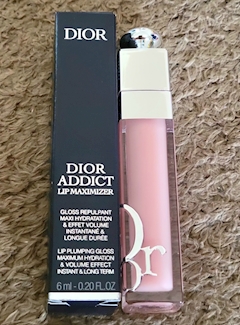 DIOR
DIOR
ADDICT
LIP MAXIMIZER
GLOSS REPULPANT
MAXI HYDRATATION
& EFFET VOLUME
INSTANTANÉ &
LONGUE DURÉE
LIP PLUMPING GLOSS
MAXIMUM HYDRATION
& VOLUME EFFECT
INSTANT & LONG TERM
6 ml - 0.20 FL.OZ
Dior